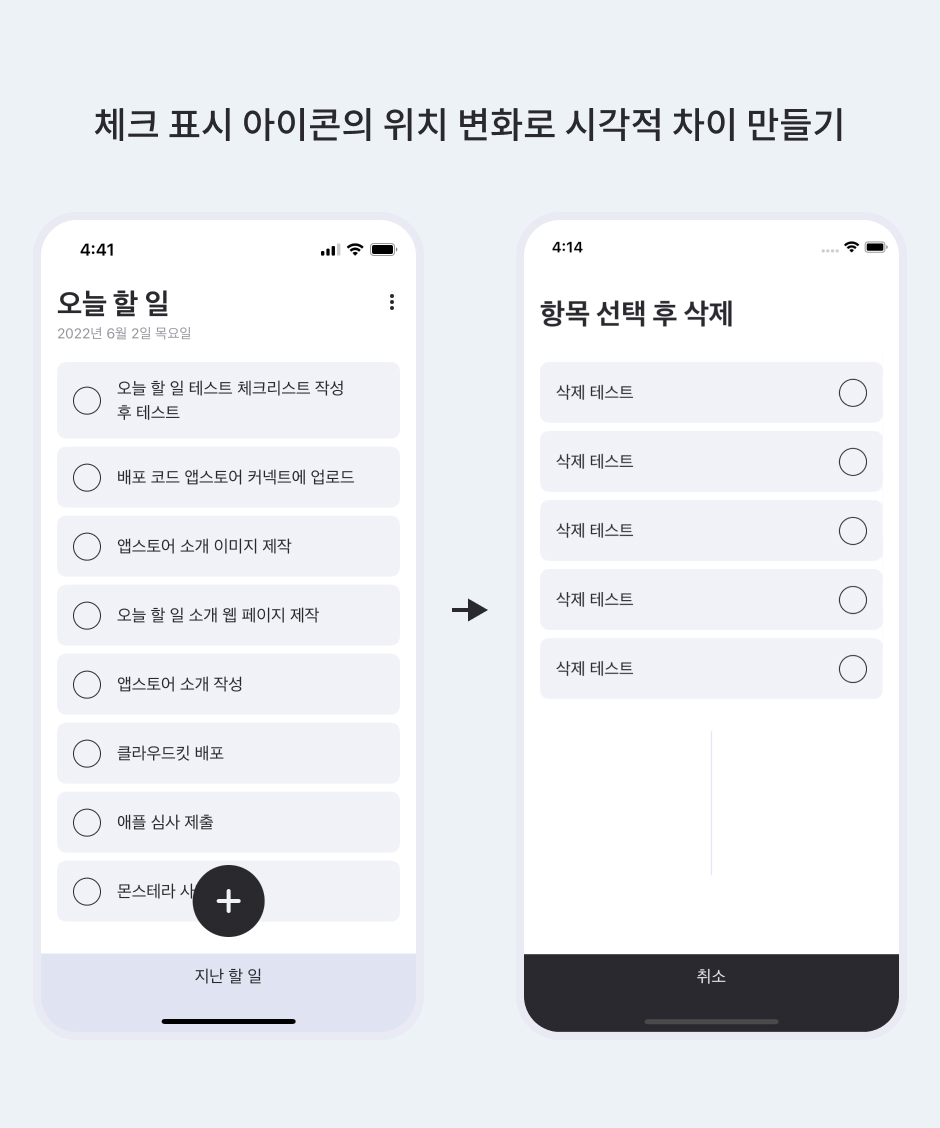 체크 표시 아이콘의 위치 변화로 시각적 차이 만들기
4:41
오늘 할 일
2022년 6월 2일 목요일
오늘 할 일 테스트 체크리스트 작성
후 테스트
배포 코드 앱스토어 커넥트에 업로드
앱스토어 소개 이미지 제작
오늘 할 일 소개 웹 페이지 제작
앱스토어 소개 작성
클라우드킷 배포
애플 심사 제출
몬스테라 사
지난 할 일
4:14
항목 선택 후 삭제
삭제 테스트
삭제 테스트
삭제 테스트
삭제 테스트
삭제 테스트
취소